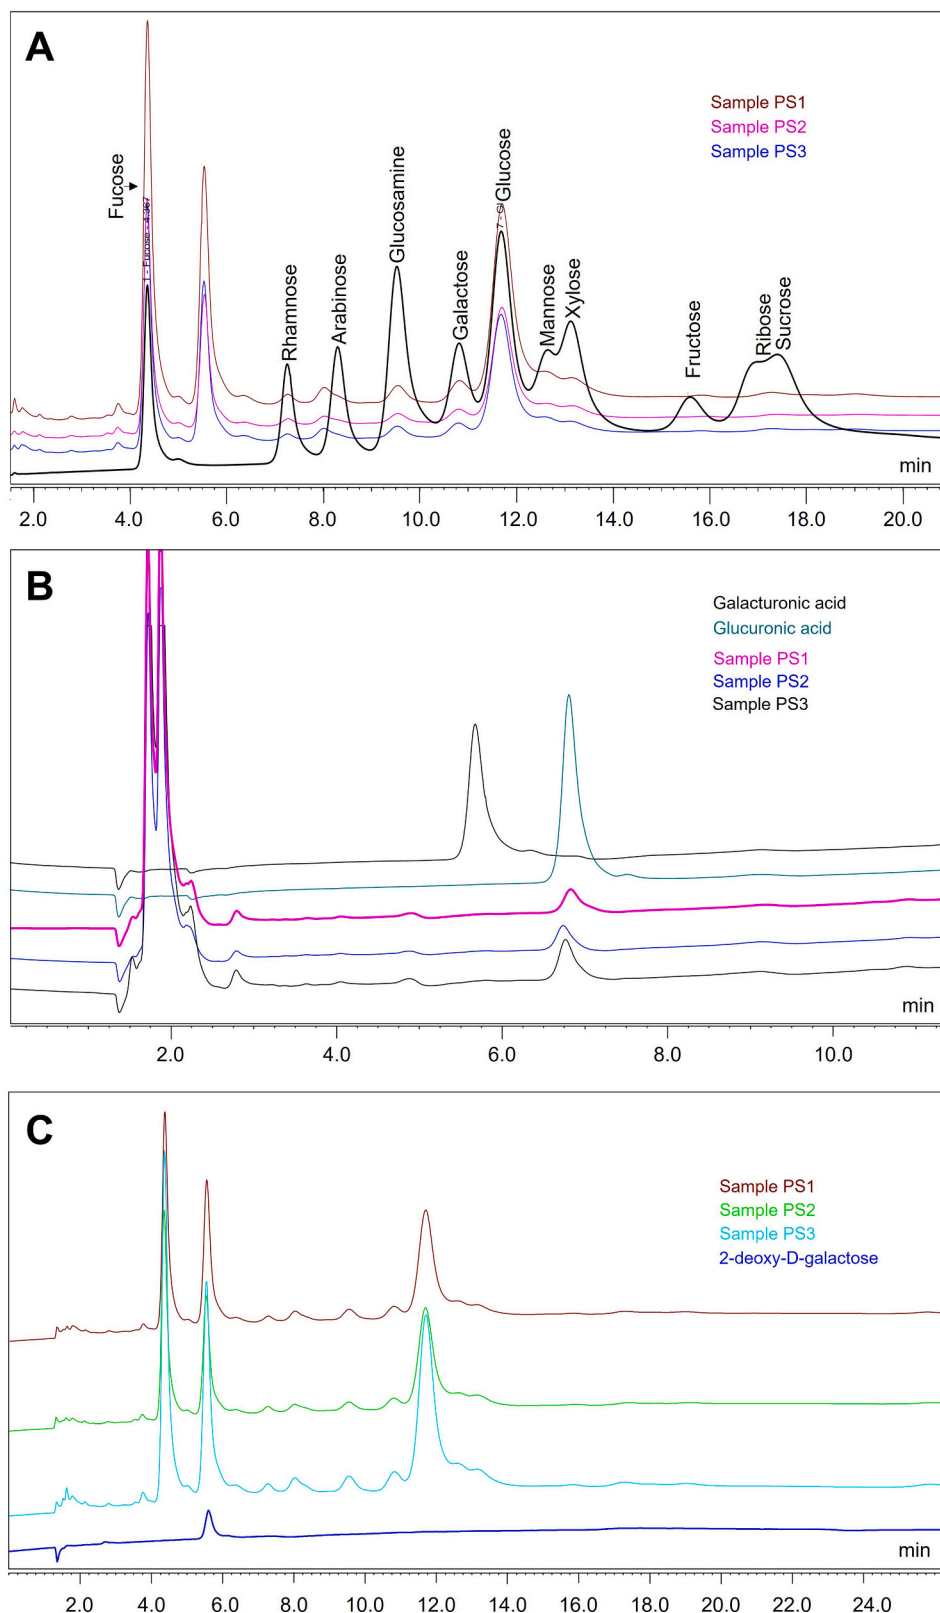 A
Sample PS1
Sample PS2
Sample PS3
Fucose
1 - Fucose - 4.367
Rhamnose
Arabinose
Glucosamine
Galactose
Glucose
Mannose
Xylose
Fructose
Ribose
Sucrose
min
2.0 4.0 6.0 8.0 10.0 12.0 14.0 16.0 18.0 20.0
B
Galacturonic acid
Glucuronic acid
Sample PS1
Sample PS2
Sample PS3
min
2.0 4.0 6.0 8.0 10.0
C
Sample PS1
Sample PS2
Sample PS3
2-deoxy-D-galactose
min
2.0 4.0 6.0 8.0 10.0 12.0 14.0 16.0 18.0 20.0 22.0 24.0